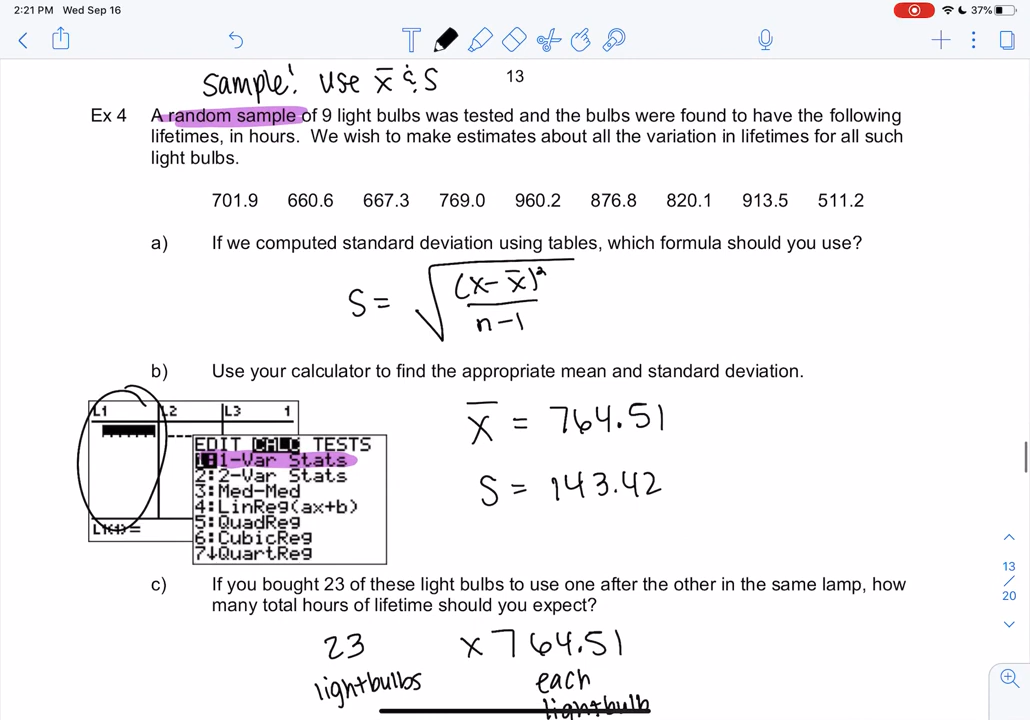 2:21 PM Wed Sep 16
37%
T
Sample! Use x̅ & S
13
Ex 4 A random sample of 9 light bulbs was tested and the bulbs were found to have the following
lifetimes, in hours. We wish to make estimates about all the variation in lifetimes for all such
light bulbs.
701.9 660.6 667.3 769.0 960.2 876.8 820.1 913.5 511.2
a) If we computed standard deviation using tables, which formula should you use?
S = √((x-x̅)²/(n-1))
b) Use your calculator to find the appropriate mean and standard deviation.
L1 L2 L3 1
L1(1)=
EDIT CALC TESTS
1:1-Var Stats
2:2-Var Stats
3:Med-Med
4:LinReg(ax+b)
5:QuadReg
6:CubicReg
7↓QuartReg
x̅ = 764.51
S = 143.42
c) If you bought 23 of these light bulbs to use one after the other in the same lamp, how
many total hours of lifetime should you expect?
23 x 764.51
lightbulbs each
lightbulb
13
/
20